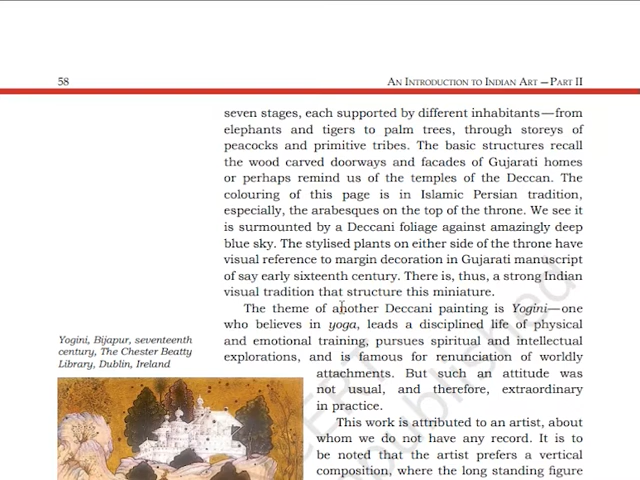 58
AN INTRODUCTION TO INDIAN ART —PART II
seven stages, each supported by different inhabitants—from
elephants and tigers to palm trees, through storeys of
peacocks and primitive tribes. The basic structures recall
the wood carved doorways and facades of Gujarati homes
or perhaps remind us of the temples of the Deccan. The
colouring of this page is in Islamic Persian tradition,
especially, the arabesques on the top of the throne. We see it
is surmounted by a Deccani foliage against amazingly deep
blue sky. The stylised plants on either side of the throne have
visual reference to margin decoration in Gujarati manuscript
of say early sixteenth century. There is, thus, a strong Indian
visual tradition that structure this miniature.
The theme of another Deccani painting is Yogini—one
who believes in yoga, leads a disciplined life of physical
and emotional training, pursues spiritual and intellectual
explorations, and is famous for renunciation of worldly
attachments. But such an attitude was
not usual, and therefore, extraordinary
in practice.
This work is attributed to an artist, about
whom we do not have any record. It is to
be noted that the artist prefers a vertical
composition, where the long standing figure
Yogini, Bijapur, seventeenth
century, The Chester Beatty
Library, Dublin, Ireland